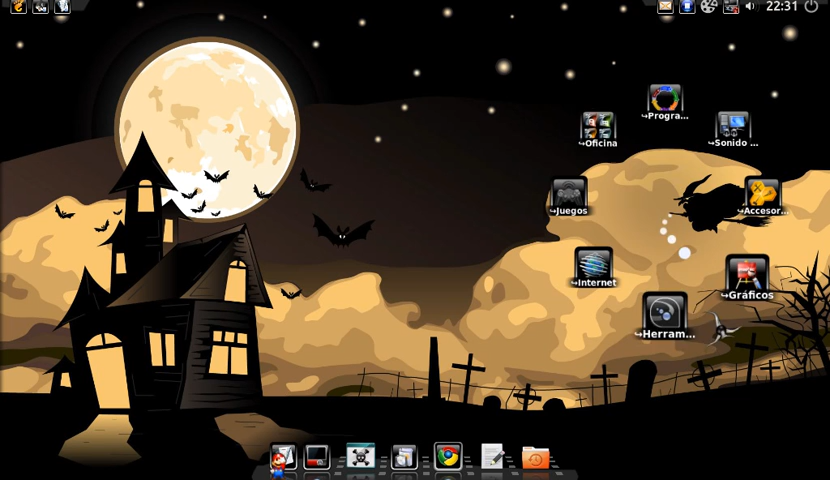 22:31
Progra...
Oficina
Sonido ...
Juegos
Accesor...
Internet
Gráficos
Herram...